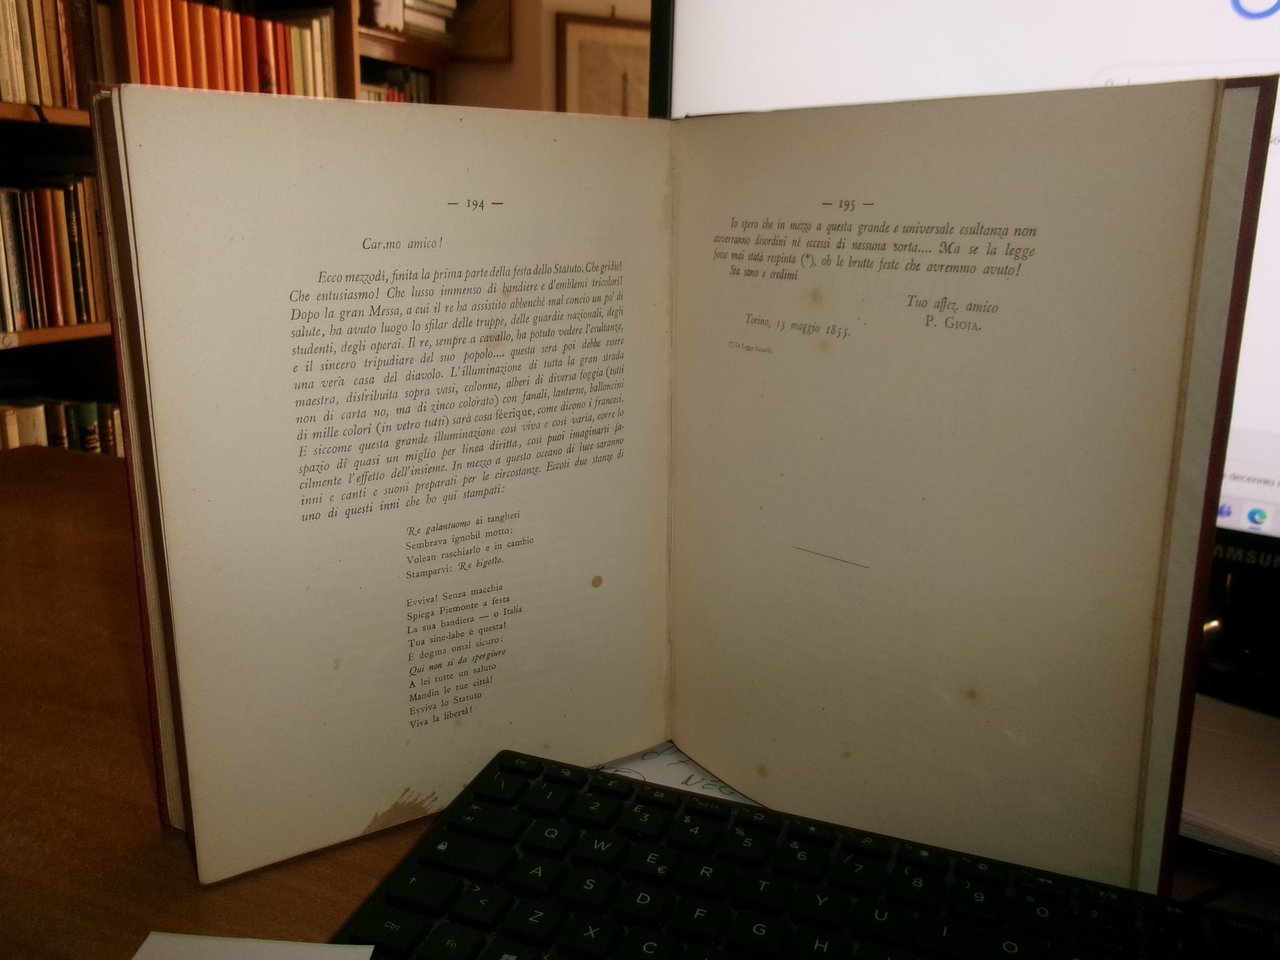 — 194 —
Car.mo amico!
Ecco mezzodì, finita la prima parte della festa dello Statuto. Che gridìo!
Che entusiasmo! Che lusso immenso di bandiere e d'emblemi tricolori!
Dopo la gran Messa, a cui il re ha assistito abbenchè mal concio un po' di
salute, ha avuto luogo lo sfilar delle truppe, delle guardie nazionali, degli
studenti, degli operai. Il re, sempre a cavallo, ha potuto vedere l'esultanza,
e il sincero tripudiare del suo popolo.... questa sera poi debbe essere
una vera casa del diavolo. L'illuminazione di tutta la gran strada
maestra, distribuita sopra vasi, colonne, alberi di diversa foggia (tutti
non di carta no, ma di zinco colorato) con fanali, lanterne, balloncini
di mille colori (in vetro tutti) sarà cosa féerique, come dicono i francesi.
E siccome questa grande illuminazione così viva e così varia, corre lo
spazio di quasi un miglio per linea diritta, così puoi imaginarti fa-
cilmente l'effetto dell'insieme. In mezzo a questo oceano di luce saranno
inni e canti e suoni preparati per le circostanze. Eccoti due stanze di
uno di questi inni che ho qui stampati:
Re galantuomo ai tangheri
Sembrava ignobil motto:
Volean raschiarlo e in cambio
Stamparvi: Re bigotto.
Evviva! Senza macchia
Spiega Piemonte a festa
La sua bandiera — o Italia
Tua sine-labe è questa!
È dogma omai sicuro:
Qui non si da spergiuro
A lei tutte un saluto
Mandin le tue città!
Evviva lo Statuto
Viva la libertà!
— 195 —
Io spero che in mezzo a questa grande e universale esultanza non
avverranno disordini nè eccessi di nessuna sorta.... Ma se la legge
fosse mai stata respinta (*), oh le brutte feste che avremmo avuto!
Sta sano e credimi
Tuo affez. amico
P. GIOIA.
Torino, 13 maggio 1855.
(*) La Legge
SAMSUNG